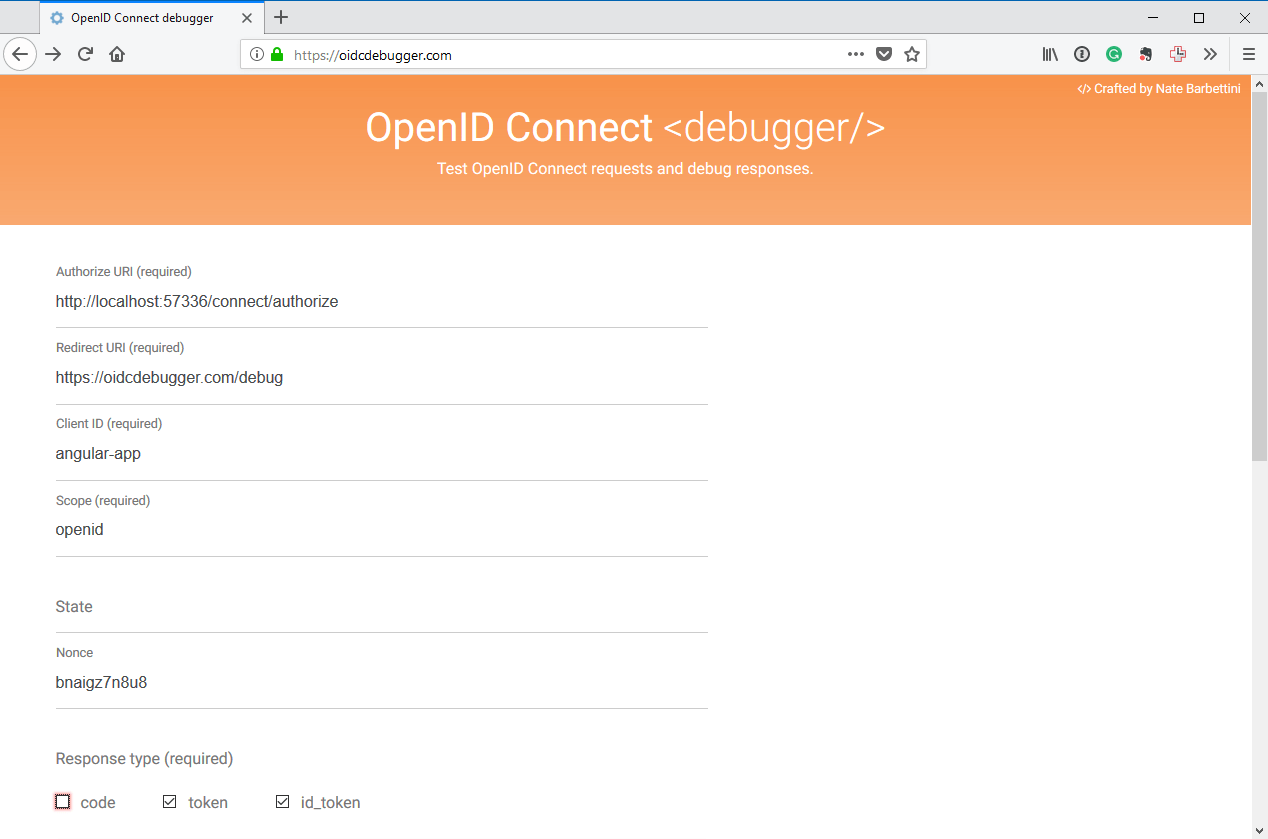 OpenID Connect debugger
https://oidcdebugger.com
</> Crafted by Nate Barbettini
OpenID Connect <debugger/>
Test OpenID Connect requests and debug responses.
Authorize URI (required)
http://localhost:57336/connect/authorize
Redirect URI (required)
https://oidcdebugger.com/debug
Client ID (required)
angular-app
Scope (required)
openid
State
Nonce
bnaigz7n8u8
Response type (required)
code token id_token